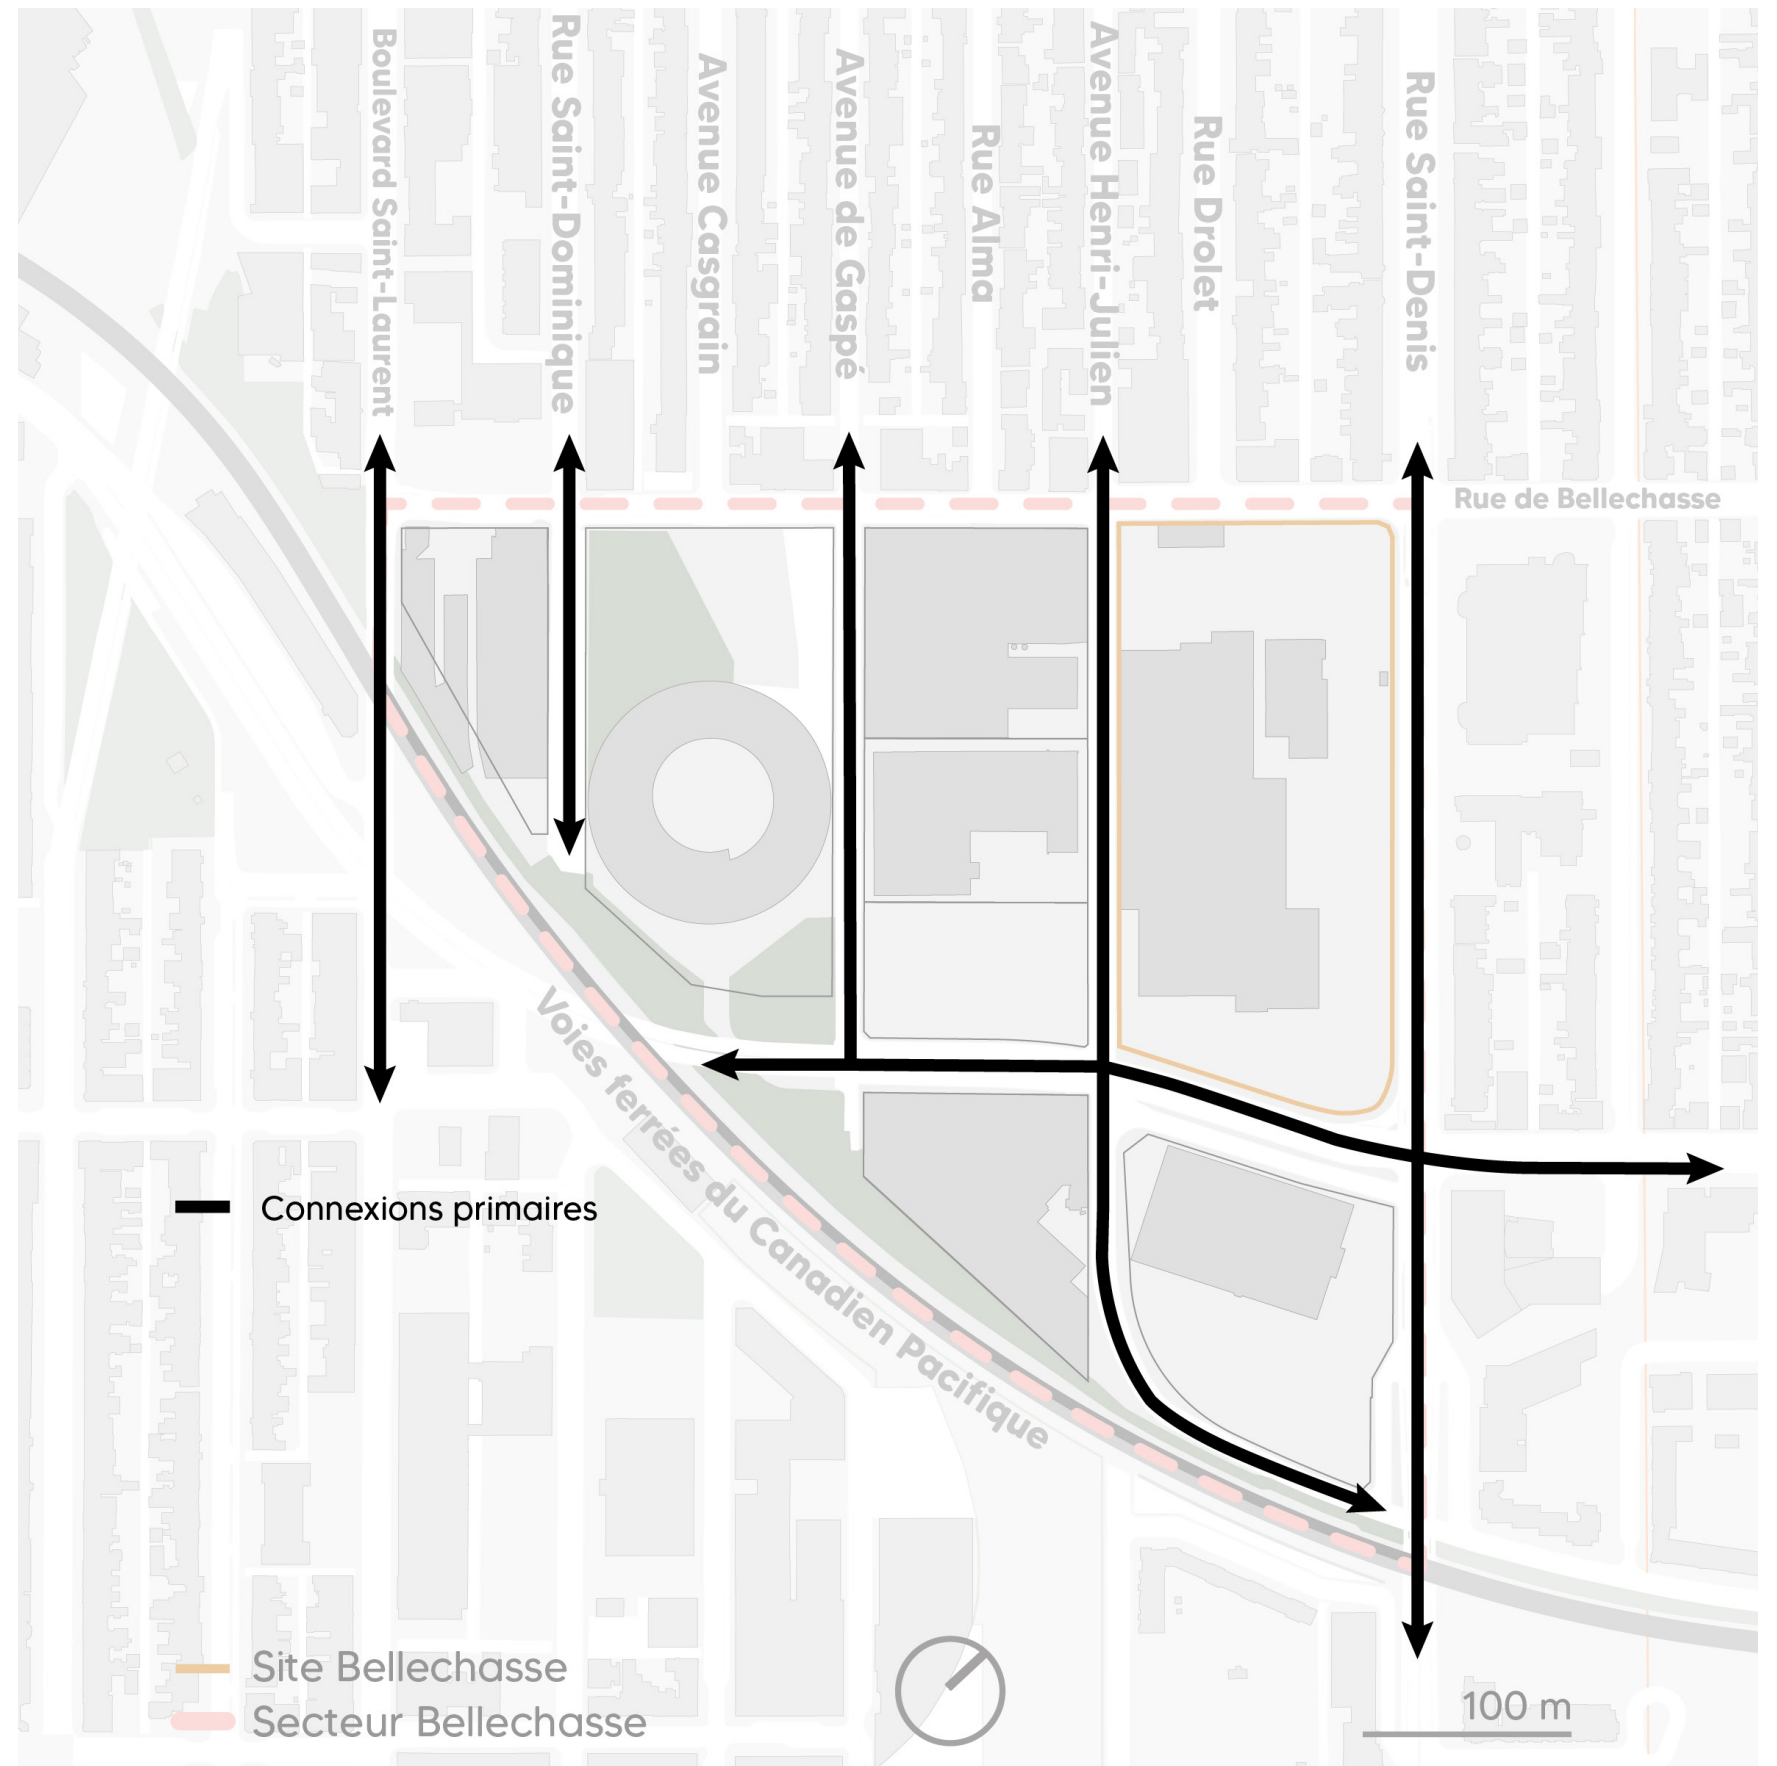 Boulevard Saint-Laurent
Rue Saint-Dominique
Avenue Casgrain
Avenue de Gaspé
Rue Alma
Avenue Henri-Julien
Rue Drolet
Rue Saint-Denis
Rue de Bellechasse
Voies ferrées du Canadien Pacifique
Connexions primaires
Site Bellechasse
Secteur Bellechasse
100 m